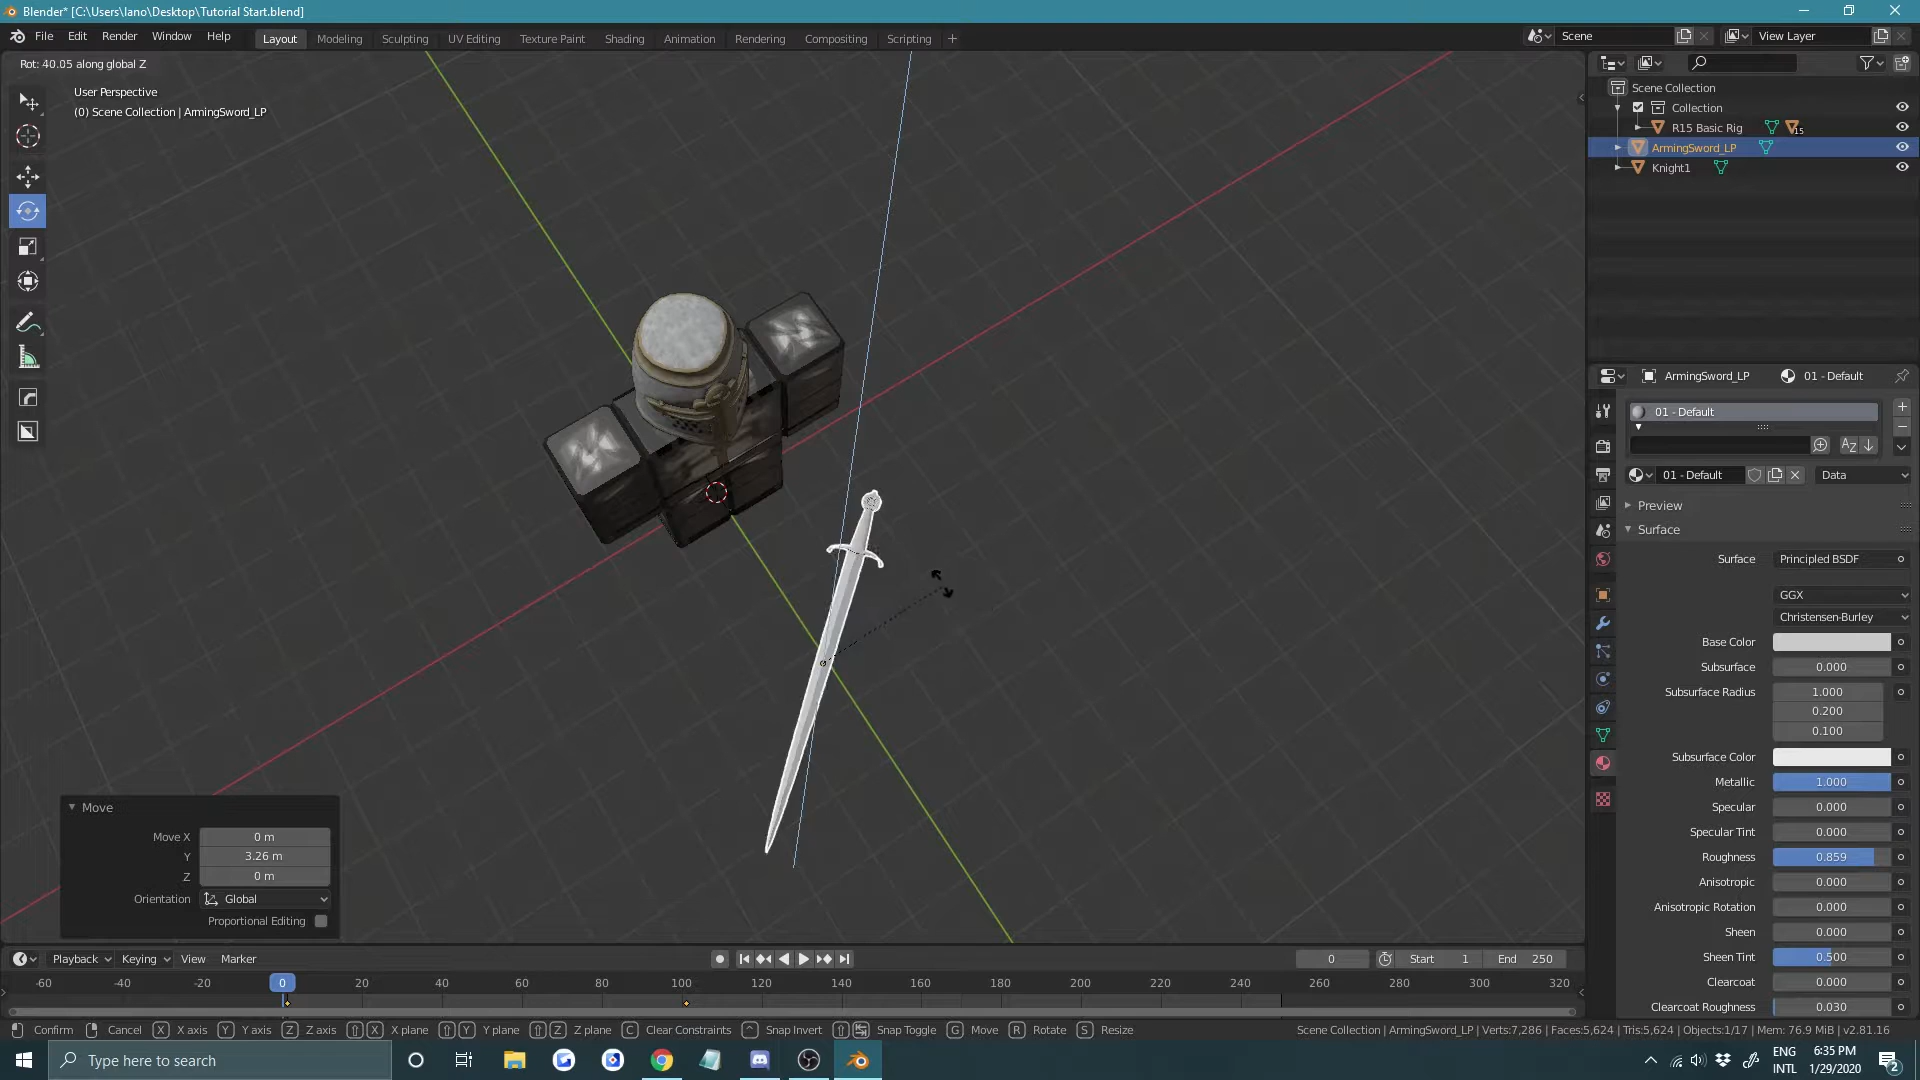 Blender* [C:\Users\lano\Desktop\Tutorial Start.blend]
File Edit Render Window Help
Layout Modeling Sculpting UV Editing Texture Paint Shading Animation Rendering Compositing Scripting +
Scene
View Layer
Rot: 40.05 along global Z
User Perspective
(0) Scene Collection | ArmingSword_LP
Scene Collection
Collection
R15 Basic Rig 15
ArmingSword_LP
Knight1
ArmingSword_LP 01 - Default
01 - Default
AZ
01 - Default Data
Preview
Surface
Surface Principled BSDF
GGX
Christensen-Burley
Base Color
Subsurface 0.000
Subsurface Radius 1.000
0.200
0.100
Subsurface Color
Metallic 1.000
Specular 0.000
Specular Tint 0.000
Roughness 0.859
Anisotropic 0.000
Anisotropic Rotation 0.000
Sheen 0.000
Sheen Tint 0.500
Clearcoat 0.000
Clearcoat Roughness 0.030
Move
Move X 0 m
Y 3.26 m
Z 0 m
Orientation Global
Proportional Editing
Playback Keying View Marker
0 Start 1 End 250
-60 -40 -20 0 20 40 60 80 100 120 140 160 180 200 220 240 260 280 300 320
Confirm Cancel X X axis Y Y axis Z Z axis X X plane Y Y plane Z Z plane C Clear Constraints ^ Snap Invert Snap Toggle G Move R Rotate S Resize
Scene Collection | ArmingSword_LP | Verts:7,286 | Faces:5,624 | Tris:5,624 | Objects:1/17 | Mem: 76.9 MiB | v2.81.16
Type here to search
ENG
INTL
6:35 PM
1/29/2020
2